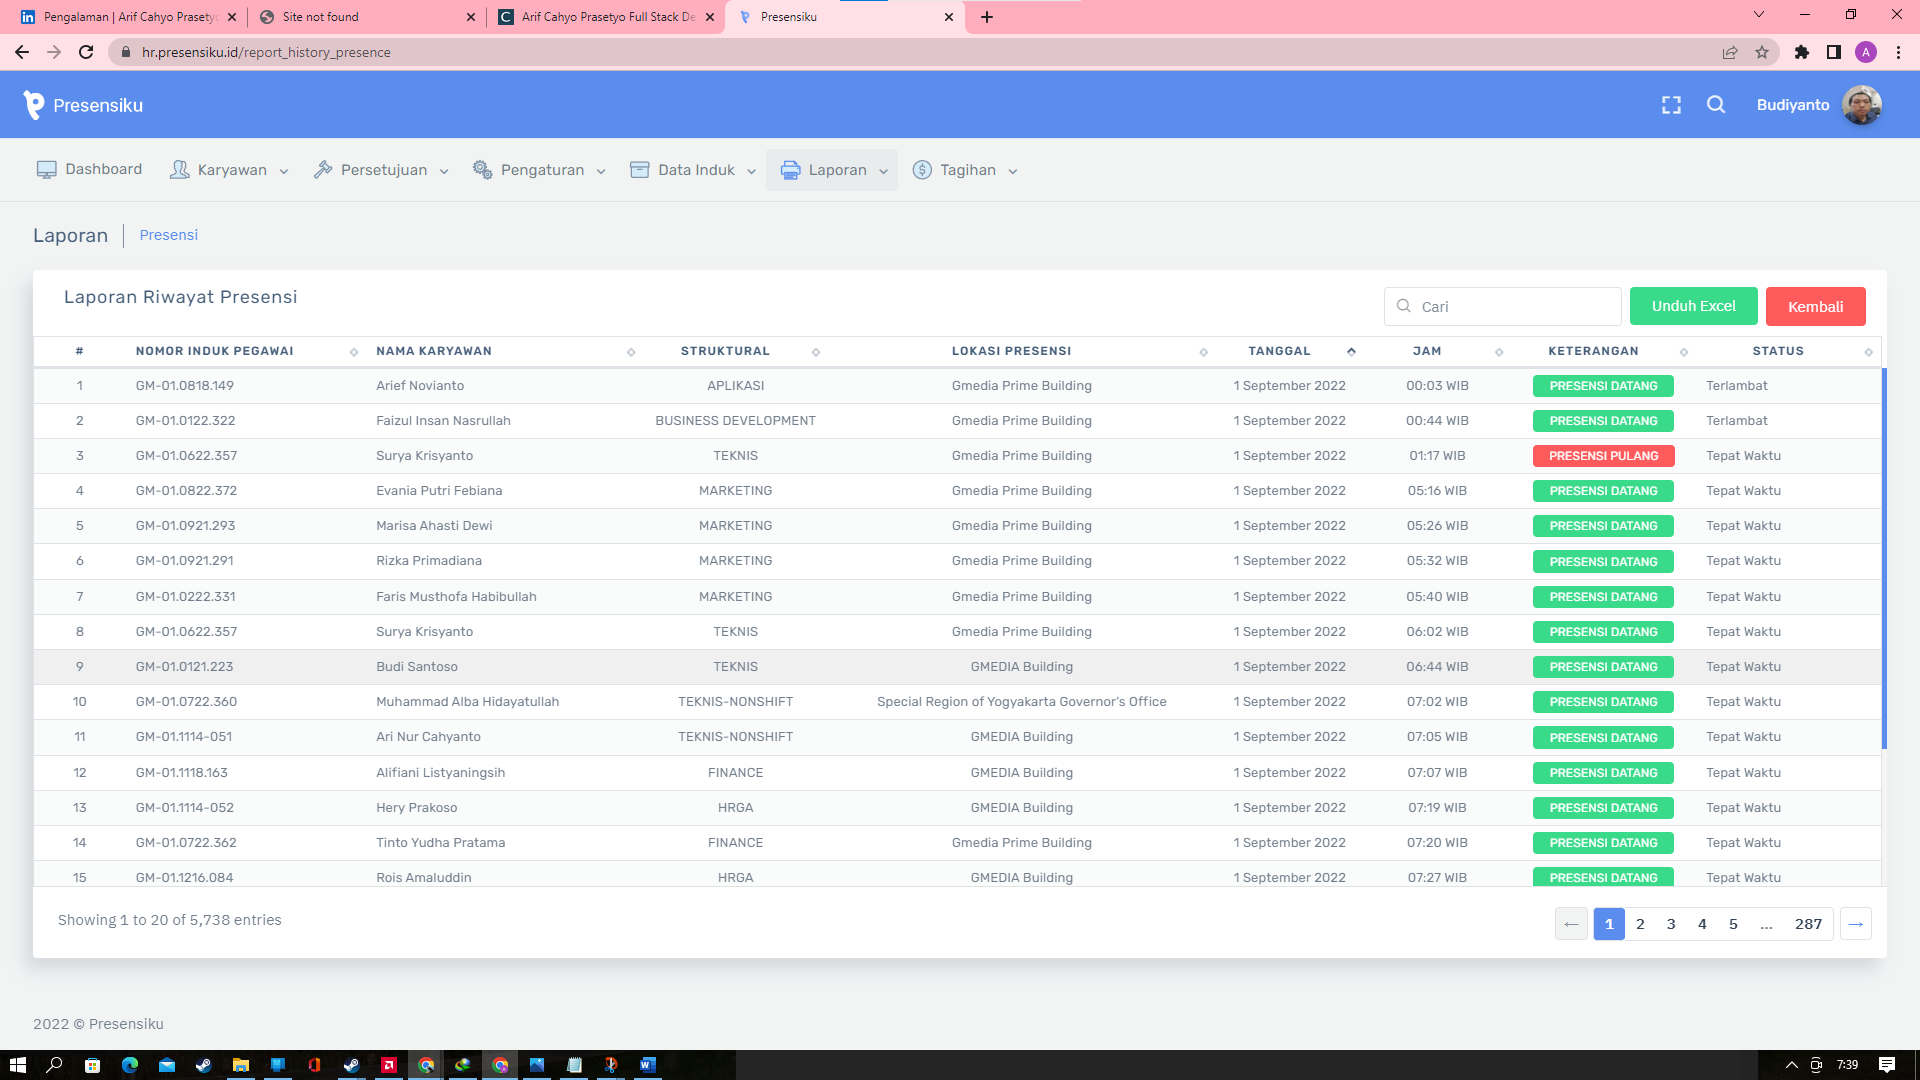 Pengalaman | Arif Cahyo Prasety
Site not found
Arif Cahyo Prasetyo Full Stack De
Presensiku
hr.presensiku.id/report_history_presence
A
Presensiku
Budiyanto
Dashboard
Karyawan
Persetujuan
Pengaturan
Data Induk
Laporan
Tagihan
Laporan
Presensi
Laporan Riwayat Presensi
Cari
Unduh Excel
Kembali
# NOMOR INDUK PEGAWAI NAMA KARYAWAN STRUKTURAL LOKASI PRESENSI TANGGAL JAM KETERANGAN STATUS
1 GM-01.0818.149 Arief Novianto APLIKASI Gmedia Prime Building 1 September 2022 00:03 WIB PRESENSI DATANG Terlambat
2 GM-01.0122.322 Faizul Insan Nasrullah BUSINESS DEVELOPMENT Gmedia Prime Building 1 September 2022 00:44 WIB PRESENSI DATANG Terlambat
3 GM-01.0622.357 Surya Krisyanto TEKNIS Gmedia Prime Building 1 September 2022 01:17 WIB PRESENSI PULANG Tepat Waktu
4 GM-01.0822.372 Evania Putri Febiana MARKETING Gmedia Prime Building 1 September 2022 05:16 WIB PRESENSI DATANG Tepat Waktu
5 GM-01.0921.293 Marisa Ahasti Dewi MARKETING Gmedia Prime Building 1 September 2022 05:26 WIB PRESENSI DATANG Tepat Waktu
6 GM-01.0921.291 Rizka Primadiana MARKETING Gmedia Prime Building 1 September 2022 05:32 WIB PRESENSI DATANG Tepat Waktu
7 GM-01.0222.331 Faris Musthofa Habibullah MARKETING Gmedia Prime Building 1 September 2022 05:40 WIB PRESENSI DATANG Tepat Waktu
8 GM-01.0622.357 Surya Krisyanto TEKNIS Gmedia Prime Building 1 September 2022 06:02 WIB PRESENSI DATANG Tepat Waktu
9 GM-01.0121.223 Budi Santoso TEKNIS GMEDIA Building 1 September 2022 06:44 WIB PRESENSI DATANG Tepat Waktu
10 GM-01.0722.360 Muhammad Alba Hidayatullah TEKNIS-NONSHIFT Special Region of Yogyakarta Governor's Office 1 September 2022 07:02 WIB PRESENSI DATANG Tepat Waktu
11 GM-01.1114-051 Ari Nur Cahyanto TEKNIS-NONSHIFT GMEDIA Building 1 September 2022 07:05 WIB PRESENSI DATANG Tepat Waktu
12 GM-01.1118.163 Alifiani Listyaningsih FINANCE GMEDIA Building 1 September 2022 07:07 WIB PRESENSI DATANG Tepat Waktu
13 GM-01.1114-052 Hery Prakoso HRGA GMEDIA Building 1 September 2022 07:19 WIB PRESENSI DATANG Tepat Waktu
14 GM-01.0722.362 Tinto Yudha Pratama FINANCE Gmedia Prime Building 1 September 2022 07:20 WIB PRESENSI DATANG Tepat Waktu
15 GM-01.1216.084 Rois Amaluddin HRGA GMEDIA Building 1 September 2022 07:27 WIB PRESENSI DATANG Tepat Waktu
Showing 1 to 20 of 5,738 entries
← 1 2 3 4 5 ... 287 →
2022 © Presensiku
7:39